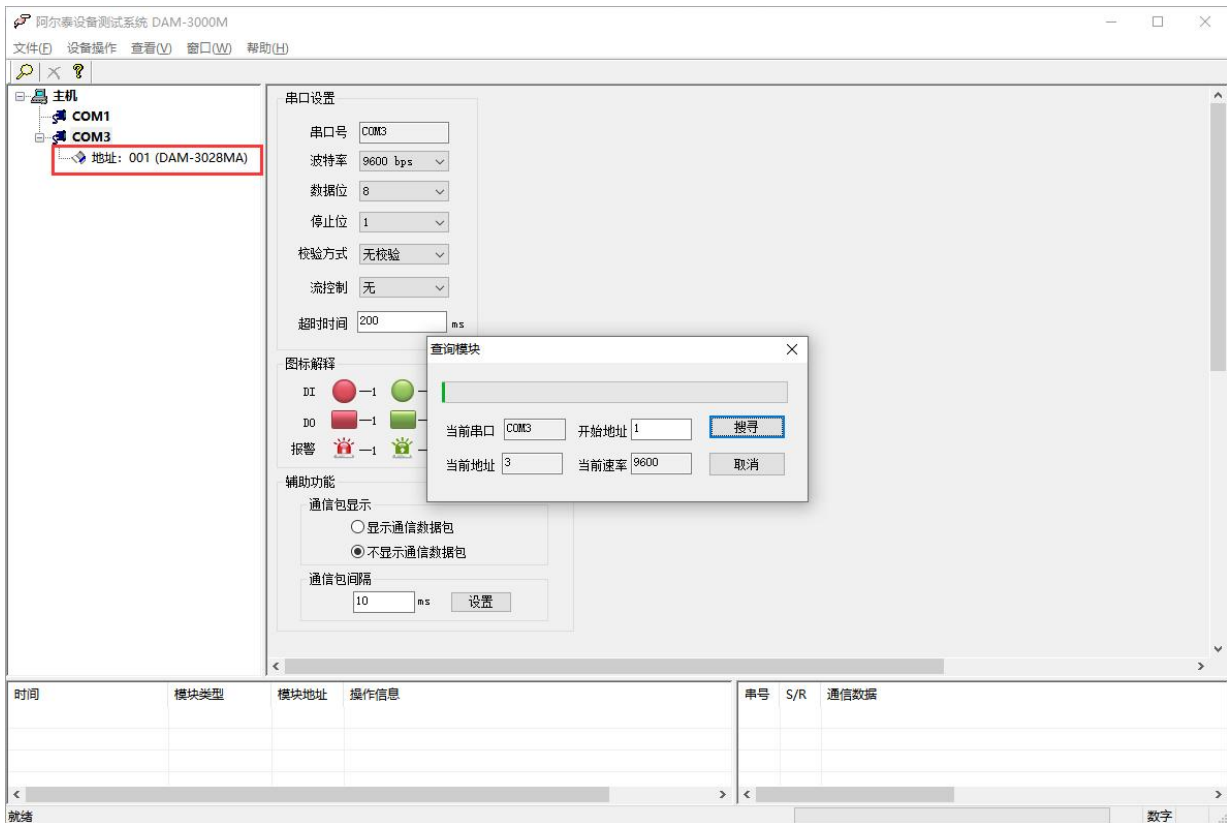 阿尔泰设备测试系统 DAM-3000M
文件(F) 设备操作 查看(V) 窗口(W) 帮助(H)
主机
COM1
COM3
地址：001 (DAM-3028MA)
串口设置
串口号 COM3
波特率 9600 bps
数据位 8
停止位 1
校验方式 无校验
流控制 无
超时时间 200 ms
图标解释
DI —1 —
DO —1 —
报警 —1 —
查询模块
当前串口 COM3 开始地址 1 搜寻
当前地址 3 当前速率 9600 取消
辅助功能
通信包显示
显示通信数据包
不显示通信数据包
通信包间隔
10 ms 设置
时间 模块类型 模块地址 操作信息
串号 S/R 通信数据
就绪 数字